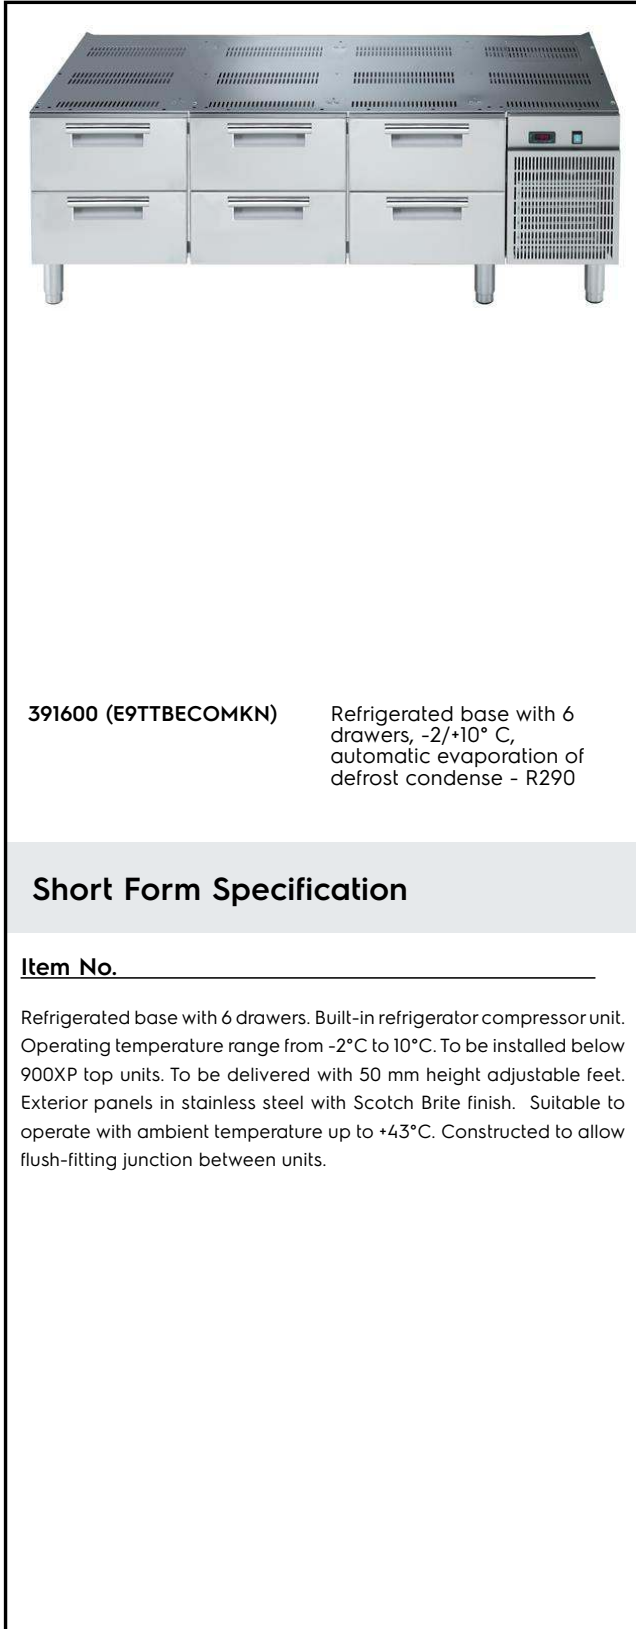 391600 (E9TTBECOMKN)
Refrigerated base with 6
drawers, -2/+10° C,
automatic evaporation of
defrost condense - R290
Short Form Specification
Item No.
Refrigerated base with 6 drawers. Built-in refrigerator compressor unit.
Operating temperature range from -2°C to 10°C. To be installed below
900XP top units. To be delivered with 50 mm height adjustable feet.
Exterior panels in stainless steel with Scotch Brite finish. Suitable to
operate with ambient temperature up to +43°C. Constructed to allow
flush-fitting junction between units.